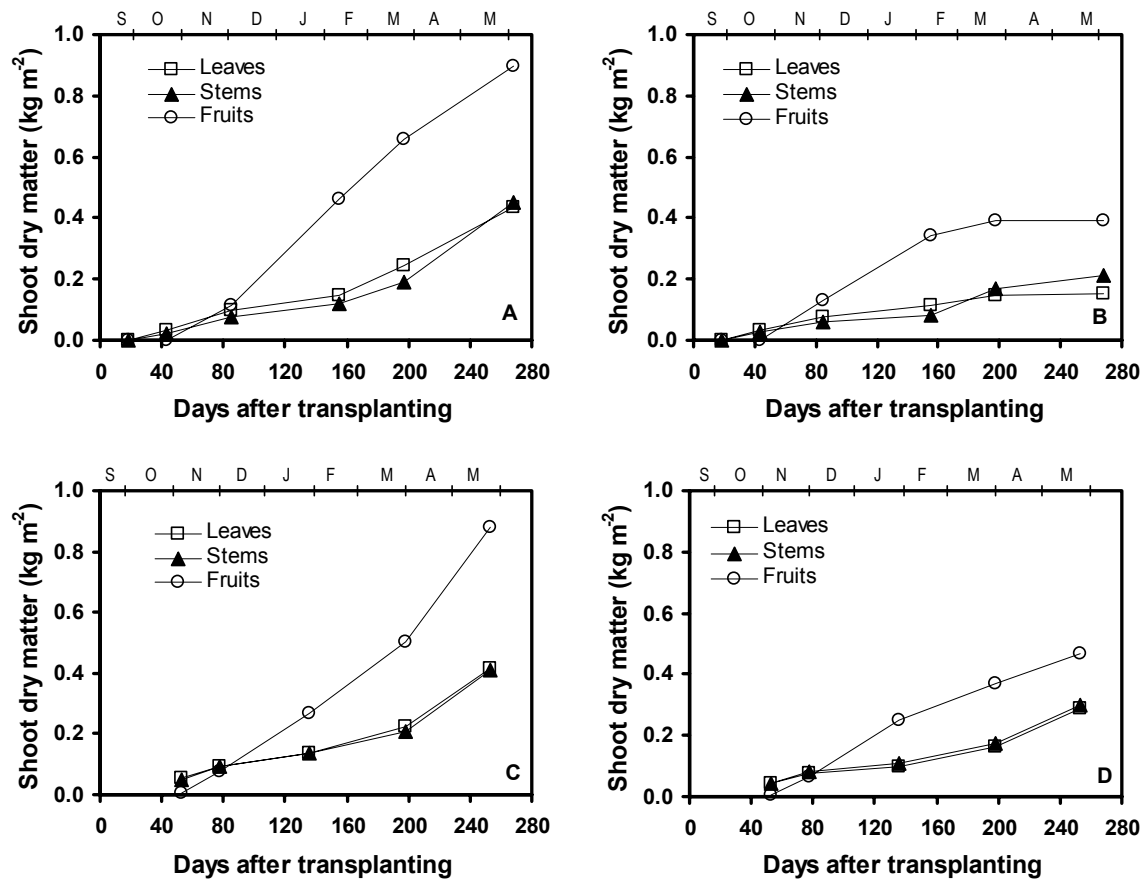 S O N D J F M A M
1.0
0.8
0.6
0.4
0.2
0.0
Shoot dry matter (kg m⁻²)
Leaves
Stems
Fruits
A
0 40 80 120 160 200 240 280
Days after transplanting
S O N D J F M A M
1.0
0.8
0.6
0.4
0.2
0.0
Shoot dry matter (kg m⁻²)
Leaves
Stems
Fruits
B
0 40 80 120 160 200 240 280
Days after transplanting
S O N D J F M A M
1.0
0.8
0.6
0.4
0.2
0.0
Shoot dry matter (kg m⁻²)
Leaves
Stems
Fruits
C
0 40 80 120 160 200 240 280
Days after transplanting
S O N D J F M A M
1.0
0.8
0.6
0.4
0.2
0.0
Shoot dry matter (kg m⁻²)
Leaves
Stems
Fruits
D
0 40 80 120 160 200 240 280
Days after transplanting